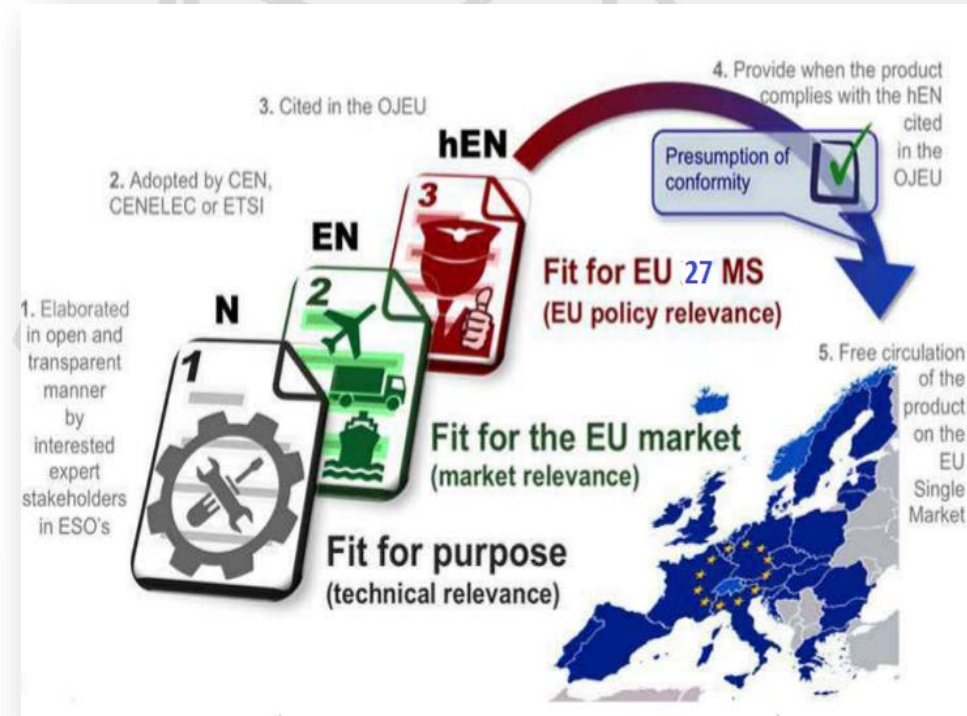 4. Provide when the product
complies with the hEN
cited
in the
OJEU
3. Cited in the OJEU
hEN
3
Presumption of
conformity
2. Adopted by CEN,
CENELEC or ETSI
EN
2
Fit for EU 27 MS
(EU policy relevance)
1. Elaborated
in open and
transparent
manner
by
interested
expert
stakeholders
in ESO's
N
1
5. Free circulation
of the
product
on the
EU
Single
Market
Fit for the EU market
(market relevance)
Fit for purpose
(technical relevance)